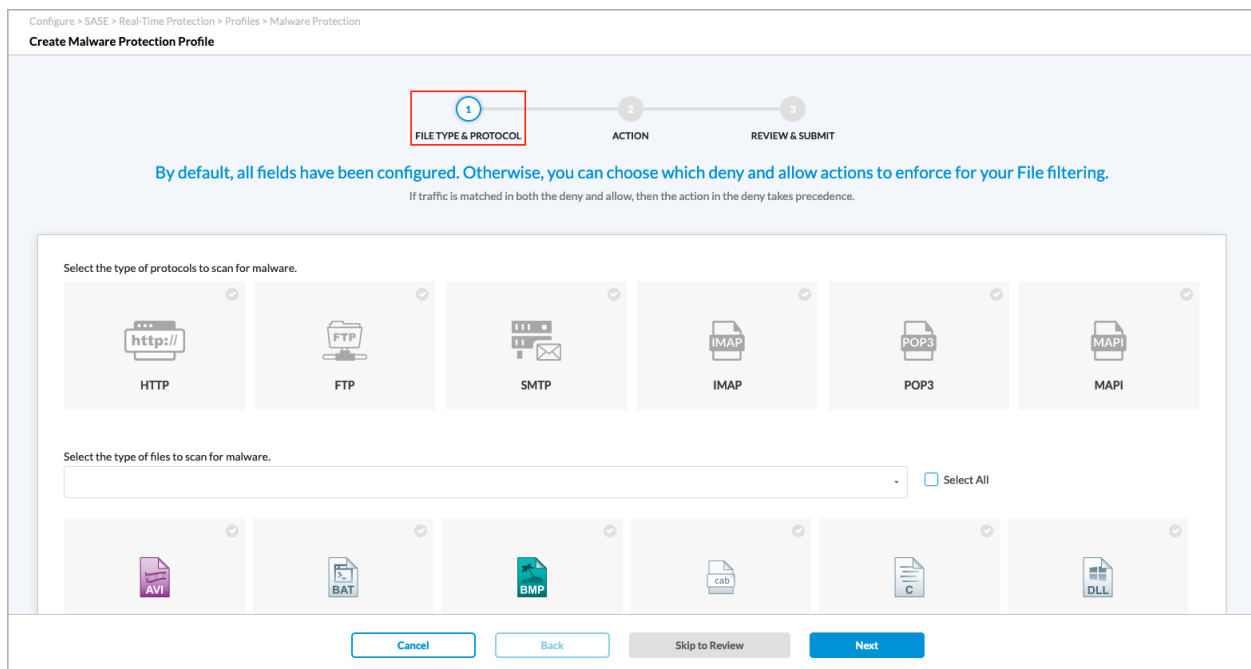 Configure > SASE > Real-Time Protection > Profiles > Malware Protection
Create Malware Protection Profile
1
2
3
FILE TYPE & PROTOCOL
ACTION
REVIEW & SUBMIT
By default, all fields have been configured. Otherwise, you can choose which deny and allow actions to enforce for your File filtering.
If traffic is matched in both the deny and allow, then the action in the deny takes precedence.
Select the type of protocols to scan for malware.
http://
FTP
IMAP
POP3
MAPI
HTTP
FTP
SMTP
IMAP
POP3
MAPI
Select the type of files to scan for malware.
Select All
AVI
BAT
BMP
cab
C
DLL
Cancel
Back
Skip to Review
Next